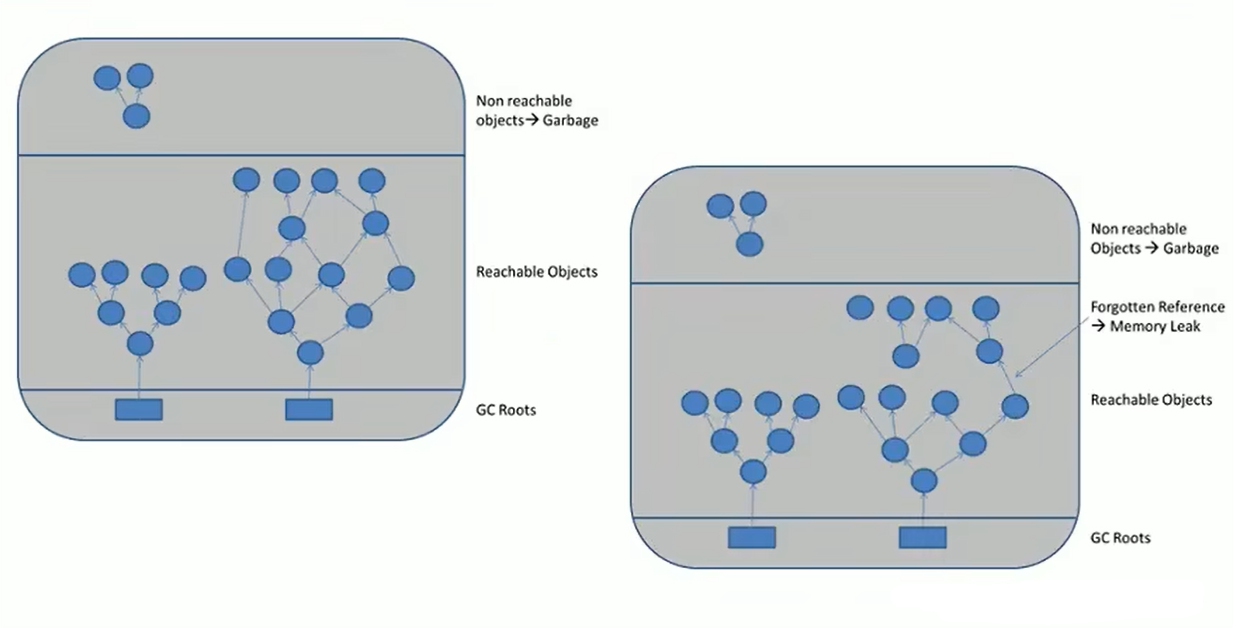 Non reachable
objects→ Garbage
Reachable Objects
GC Roots
Non reachable
Objects → Garbage
Forgotten Reference
→ Memory Leak
Reachable Objects
GC Roots